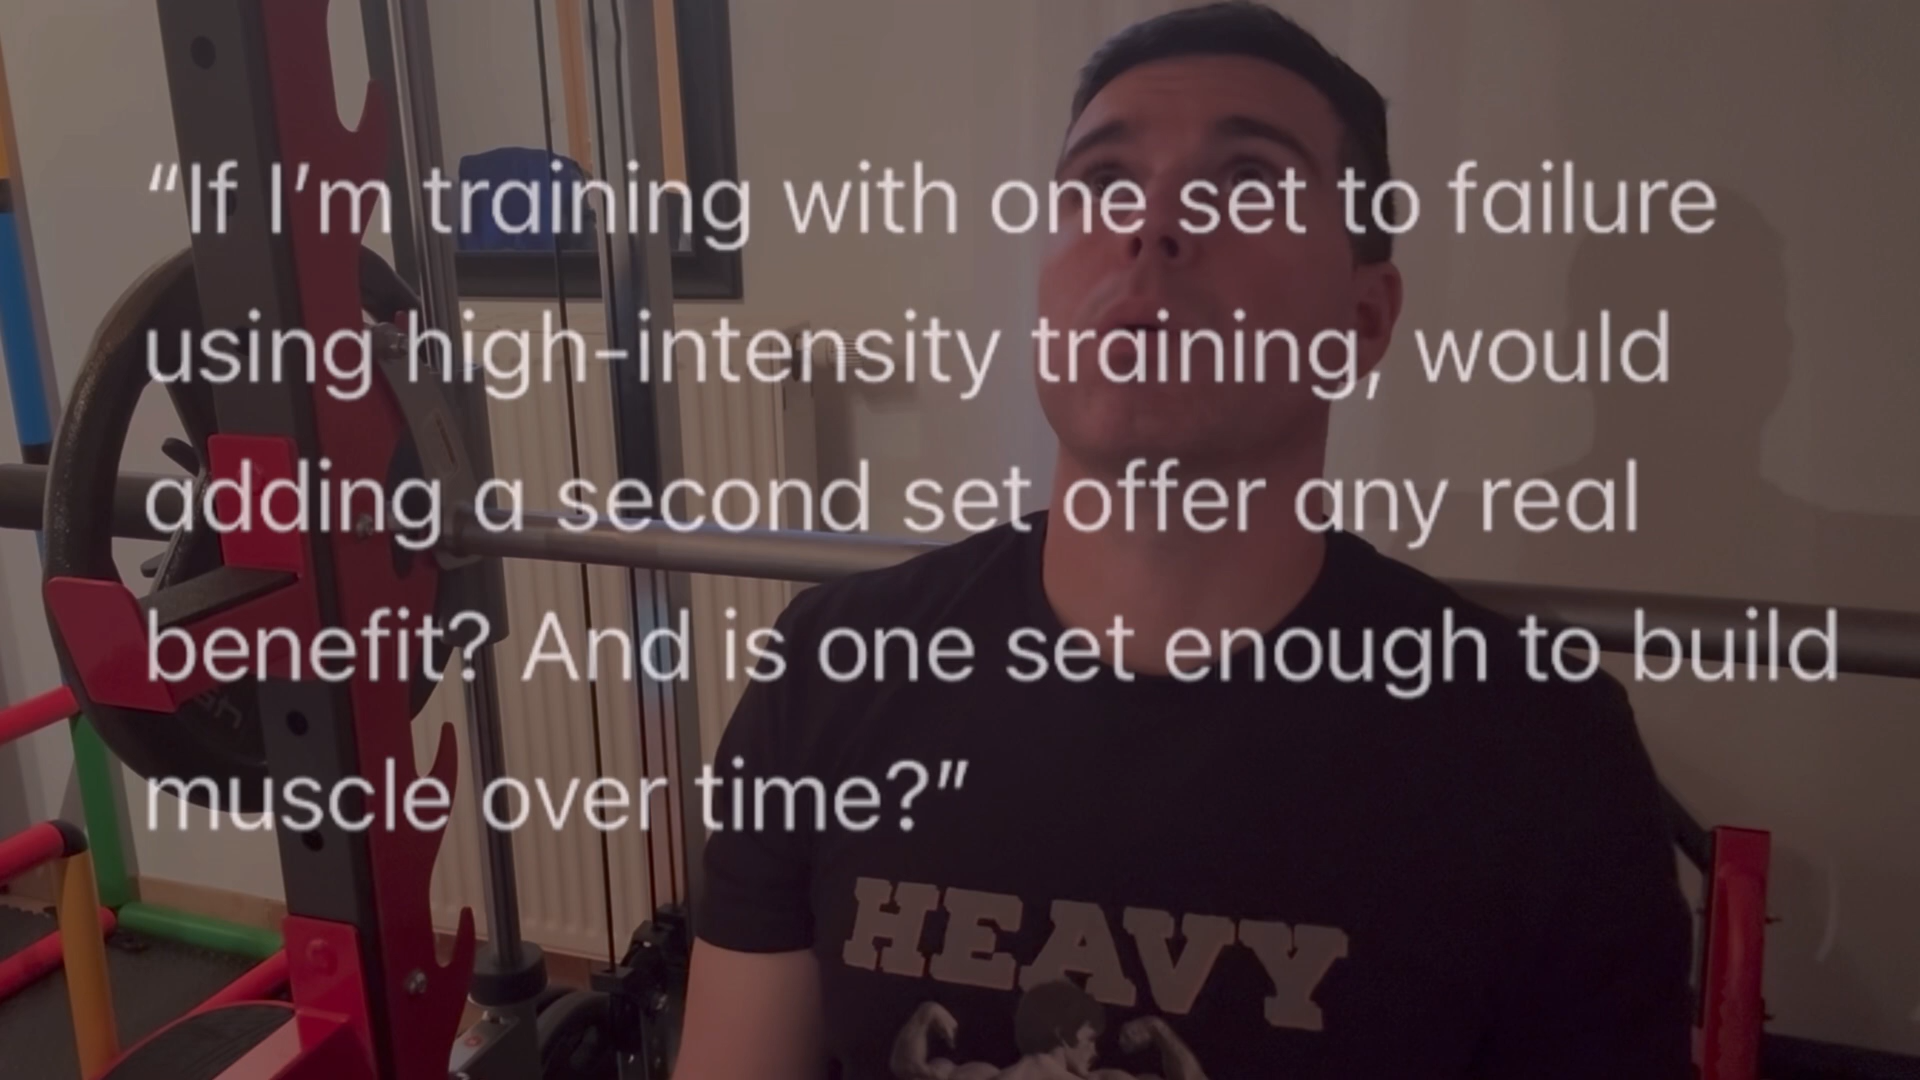 “If I’m training with one set to failure
using high-intensity training, would
adding a second set offer any real
benefit? And is one set enough to build
muscle over time?”
HEAVY